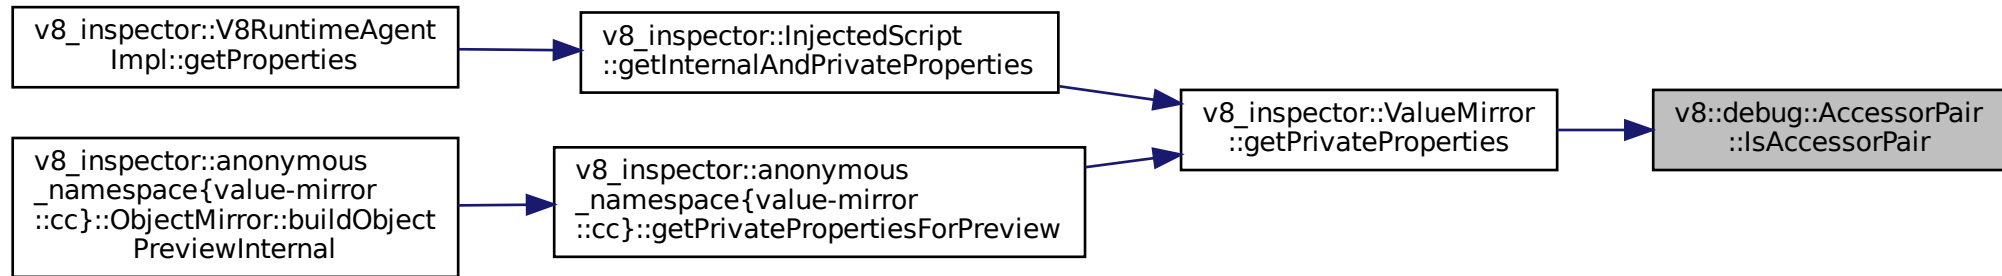 v8_inspector::V8RuntimeAgent
Impl::getProperties
v8_inspector::InjectedScript
::getInternalAndPrivateProperties
v8_inspector::ValueMirror
::getPrivateProperties
v8::debug::AccessorPair
::IsAccessorPair
v8_inspector::anonymous
_namespace{value-mirror
::cc}::ObjectMirror::buildObject
PreviewInternal
v8_inspector::anonymous
_namespace{value-mirror
::cc}::getPrivatePropertiesForPreview